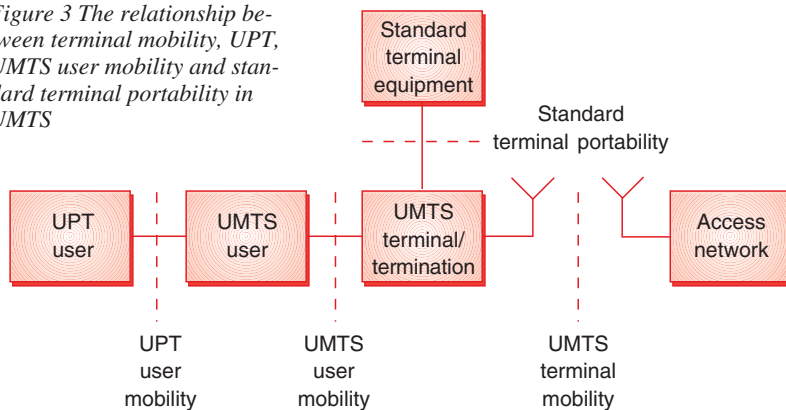 Figure 3 The relationship be-
ween terminal mobility, UPT,
UMTS user mobility and stan-
dard terminal portability in
UMTS
Standard
terminal
equipment
Standard
terminal portability
UPT
user
UMTS
user
UMTS
terminal/
termination
Access
network
UPT
user
mobility
UMTS
user
mobility
UMTS
terminal
mobility